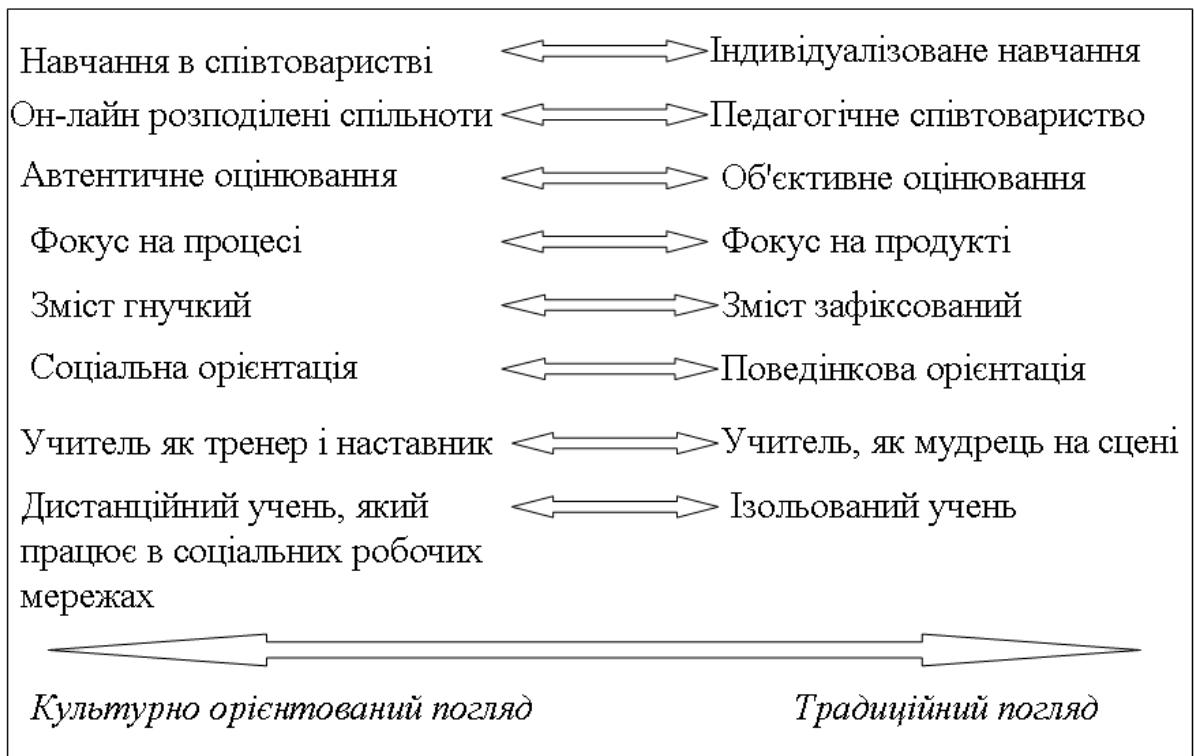 Навчання в співтоваристві Індивідуалізоване навчання
Он-лайн розподілені спільноти Педагогічне співтовариство
Автентичне оцінювання Об'єктивне оцінювання
Фокус на процесі Фокус на продукті
Зміст гнучкий Зміст зафіксований
Соціальна орієнтація Поведінкова орієнтація
Учитель як тренер і наставник Учитель, як мудрець на сцені
Дистанційний учень, який Ізольований учень
працює в соціальних робочих
мережах
Культурно орієнтований погляд Традиційний погляд